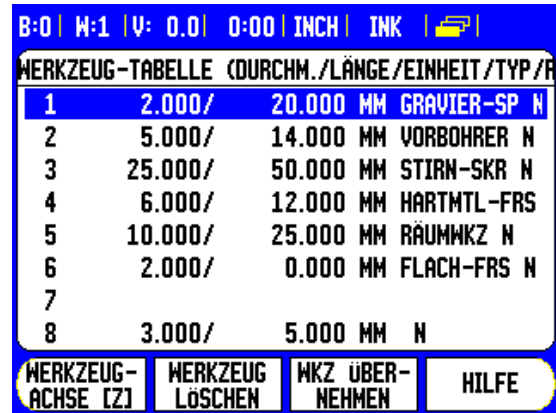 B:0| W:1 |V: 0.0| 0:00|INCH| INK
WERKZEUG-TABELLE (DURCHM./LÄNGE/EINHEIT/TYP/
1 2.000/ 20.000 MM GRAVIER-SP N
2 5.000/ 14.000 MM VORBOHRER N
3 25.000/ 50.000 MM STIRN-SKR N
4 6.000/ 12.000 MM HARTMTL-FRS
5 10.000/ 25.000 MM RÄUMWKZ N
6 2.000/ 0.000 MM FLACH-FRS N
7
8 3.000/ 5.000 MM N
WERKZEUG-ACHSE [Z] WERKZEUG LÖSCHEN WKZ ÜBER-NEHMEN HILFE